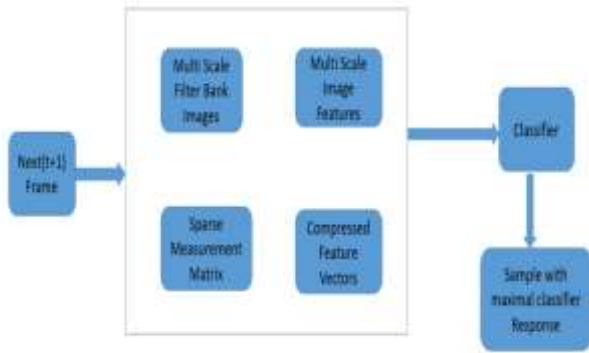 Next(t+1)
Frame
Multi Scale
Filter Bank
Images
Multi Scale
Image
Features
Sparse
Measurement
Matrix
Compressed
Feature
Vectors
Classifier
Sample with
maximal classifier
Response